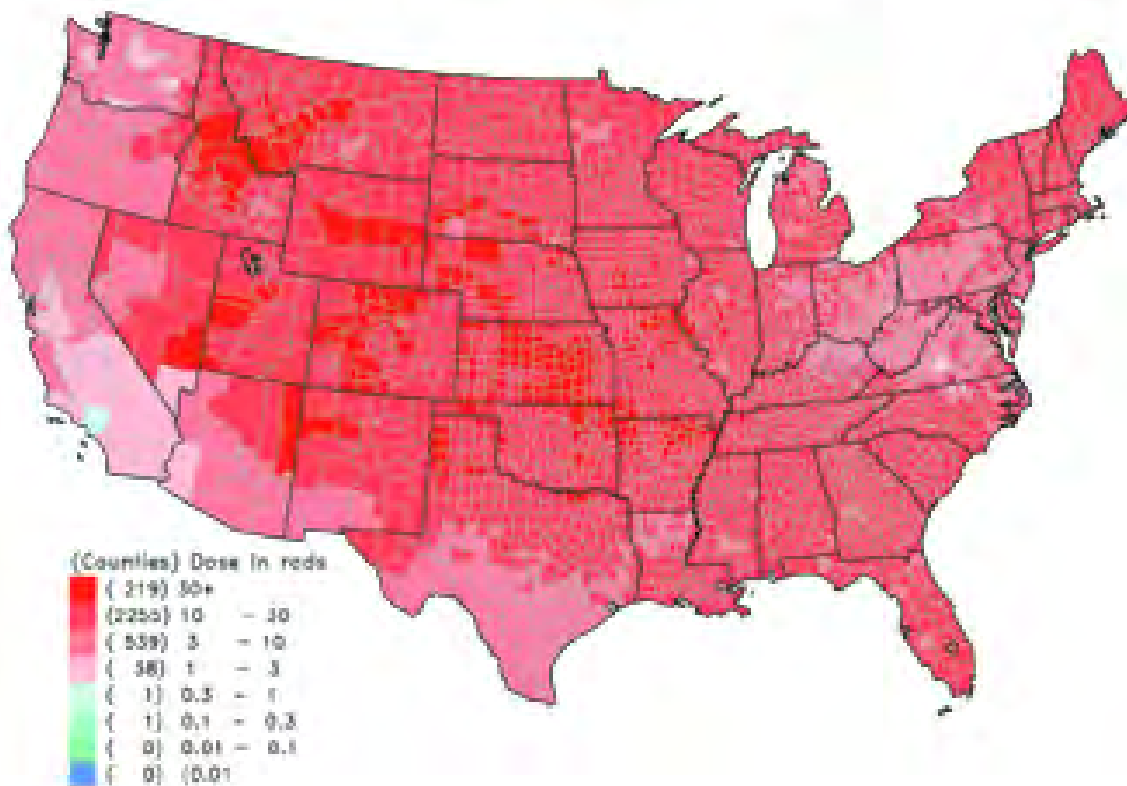 (Counties) Dose in rads
( 219) 30+
(2255) 10 - 30
( 539) 3 - 10
( 58) 1 - 3
( 1) 0.3 - 1
( 1) 0.1 - 0.3
( 0) 0.01 - 0.1
( 0) <0.01